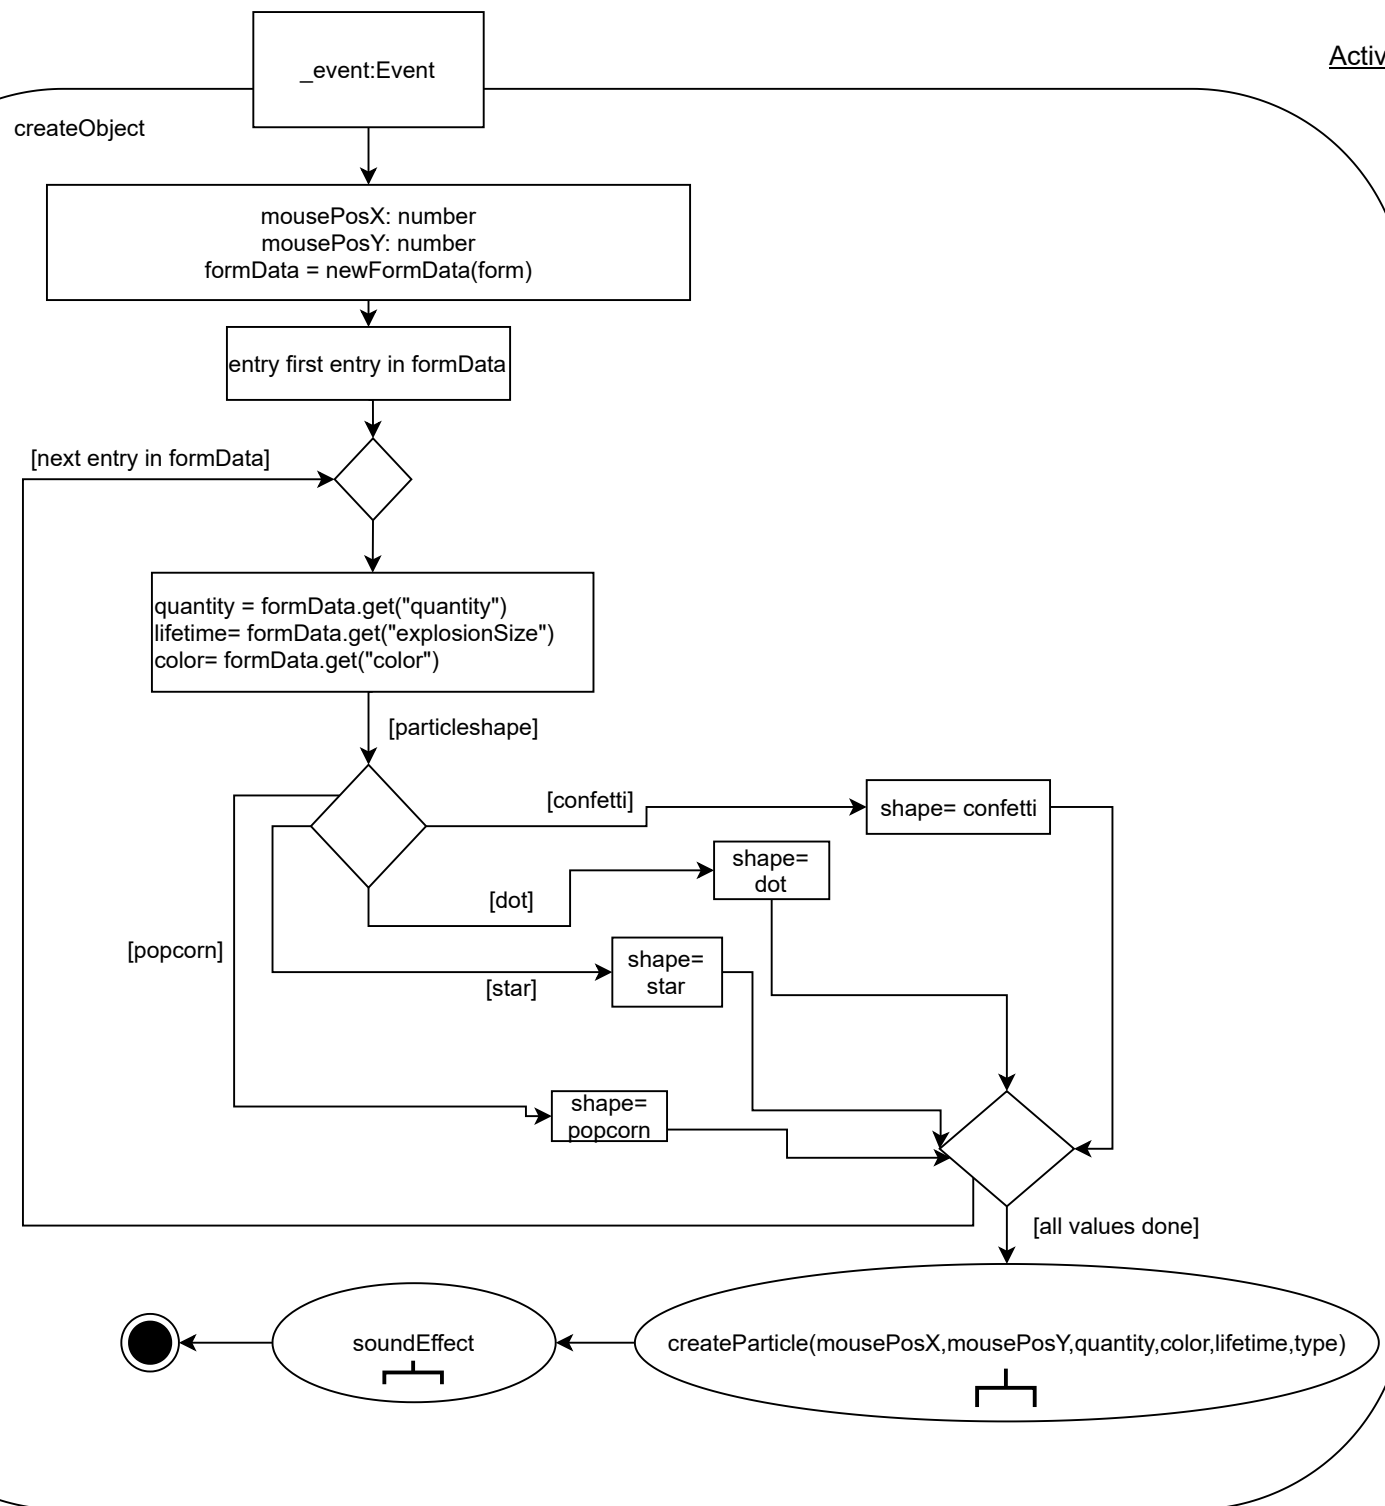 _event:Event
Activ
createObject
mousePosX: number
mousePosY: number
formData = newFormData(form)
entry first entry in formData
[next entry in formData]
quantity = formData.get("quantity")
lifetime= formData.get("explosionSize")
color= formData.get("color")
[particleshape]
[confetti]
shape= confetti
shape=
dot
[dot]
[popcorn]
shape=
star
[star]
shape=
popcorn
[all values done]
soundEffect
createParticle(mousePosX,mousePosY,quantity,color,lifetime,type)